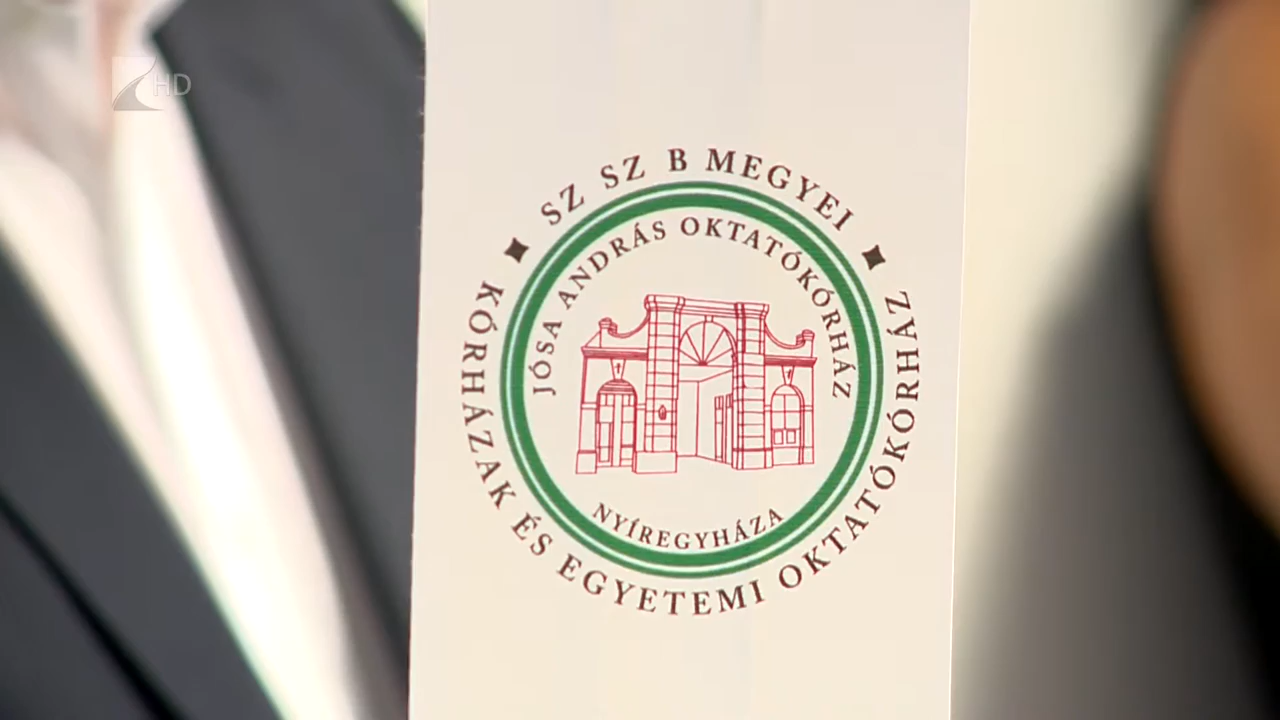 HD
SZ SZ B MEGYEI
KÓRHÁZAK ÉS EGYETEMI OKTATÓKÓRHÁZ
JÓSA ANDRÁS OKTATÓKÓRHÁZ
NYÍREGYHÁZA